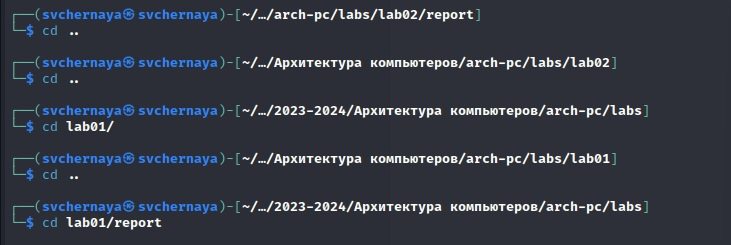 ┌──(svchernaya㉿svchernaya)-[~/…/arch-pc/labs/lab02/report]
└─$ cd ..
┌──(svchernaya㉿svchernaya)-[~/…/Архитектура компьютеров/arch-pc/labs/lab02]
└─$ cd ..
┌──(svchernaya㉿svchernaya)-[~/…/2023-2024/Архитектура компьютеров/arch-pc/labs]
└─$ cd lab01/
┌──(svchernaya㉿svchernaya)-[~/…/Архитектура компьютеров/arch-pc/labs/lab01]
└─$ cd ..
┌──(svchernaya㉿svchernaya)-[~/…/2023-2024/Архитектура компьютеров/arch-pc/labs]
└─$ cd lab01/report